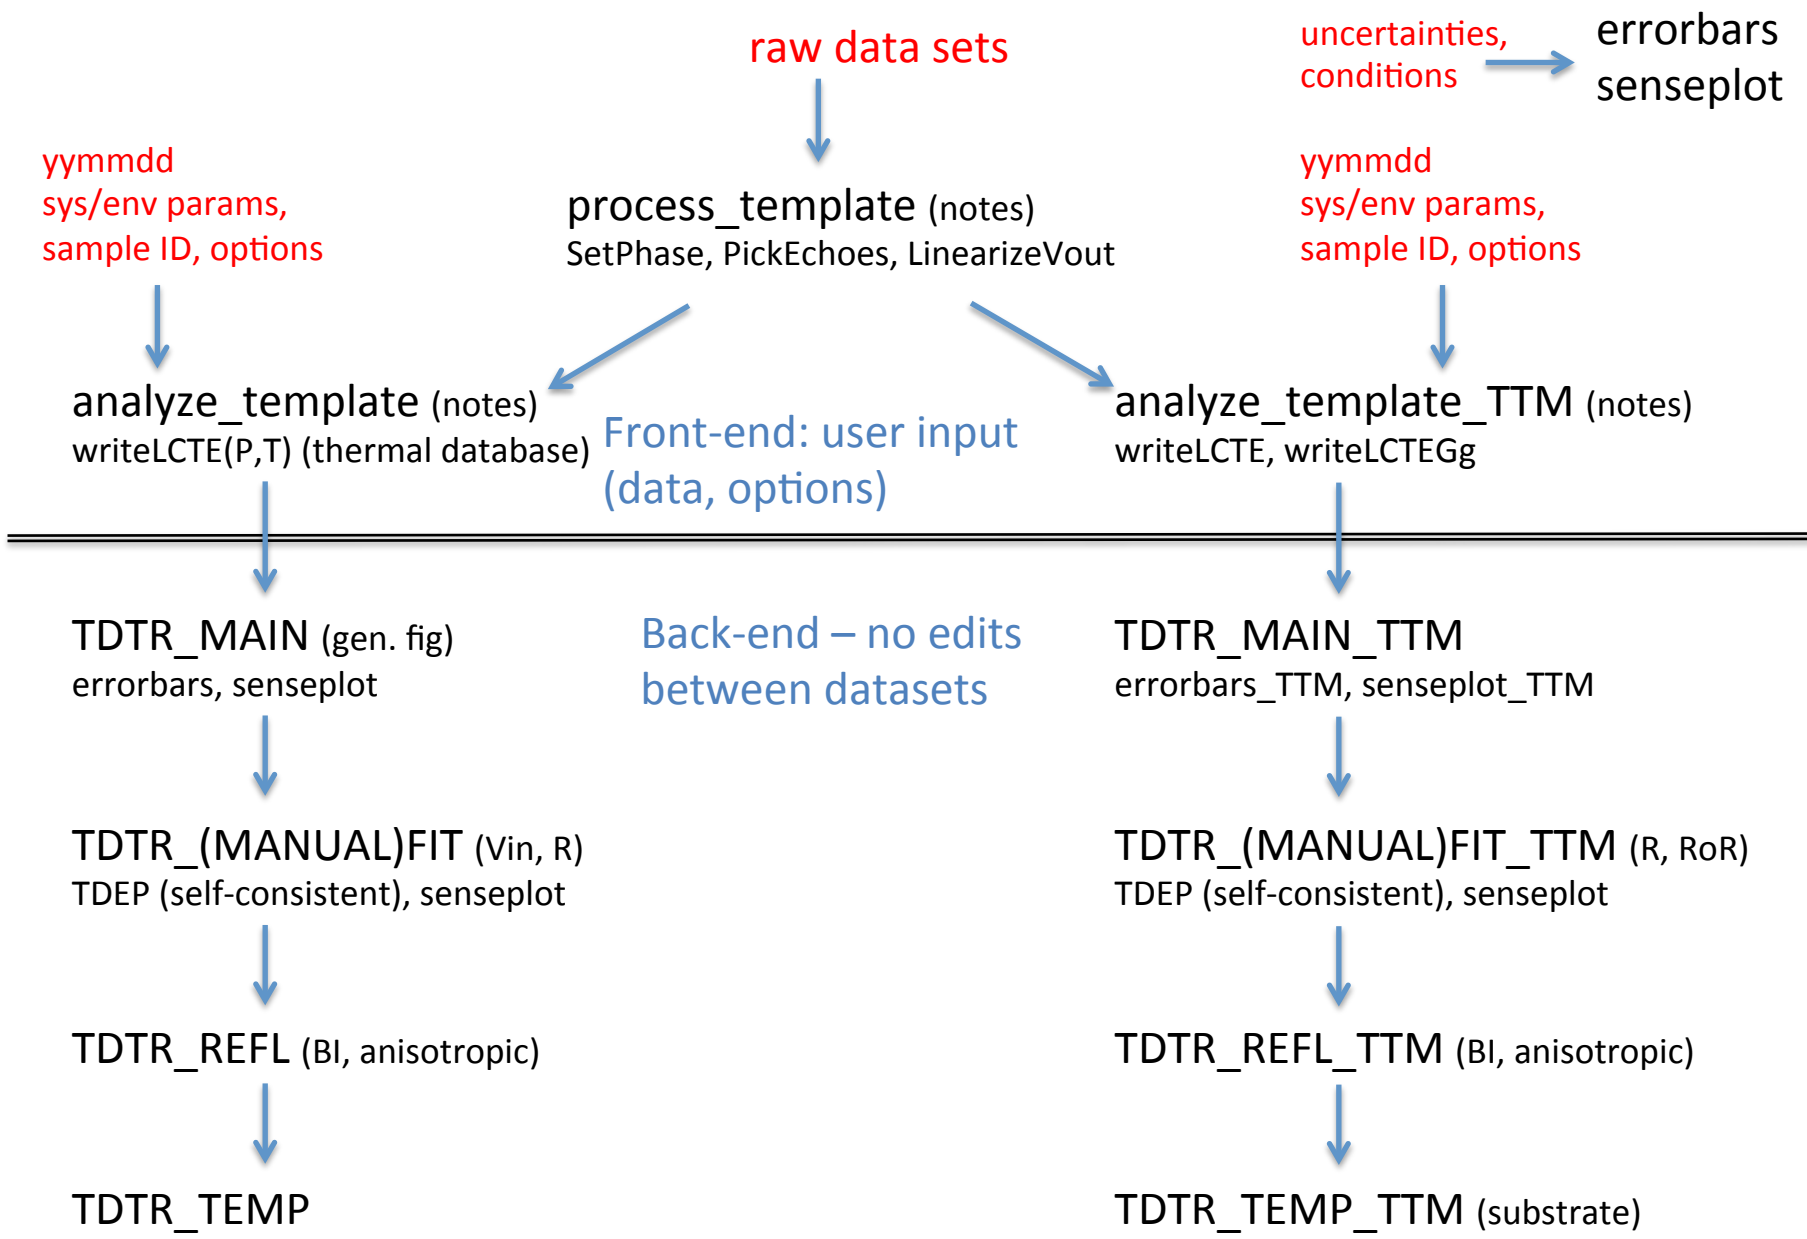 raw data sets
uncertainties,
conditions
errorbars
senseplot
yymmdd
sys/env params,
sample ID, options
process_template (notes)
SetPhase, PickEchoes, LinearizeVout
yymmdd
sys/env params,
sample ID, options
analyze_template (notes)
writeLCTE(P,T) (thermal database)
Front-end: user input
(data, options)
analyze_template_TTM (notes)
writeLCTE, writeLCTEGg
TDTR_MAIN (gen. fig)
errorbars, senseplot
Back-end – no edits
between datasets
TDTR_MAIN_TTM
errorbars_TTM, senseplot_TTM
TDTR_(MANUAL)FIT (Vin, R)
TDEP (self-consistent), senseplot
TDTR_(MANUAL)FIT_TTM (R, RoR)
TDEP (self-consistent), senseplot
TDTR_REFL (BI, anisotropic)
TDTR_REFL_TTM (BI, anisotropic)
TDTR_TEMP
TDTR_TEMP_TTM (substrate)